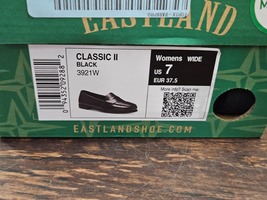 EASTLAND
CLASSIC II
BLACK
3921W
Womens WIDE
US 7
EUR 37.5
More info? Scan me!
EASTLANDSHOE.COM